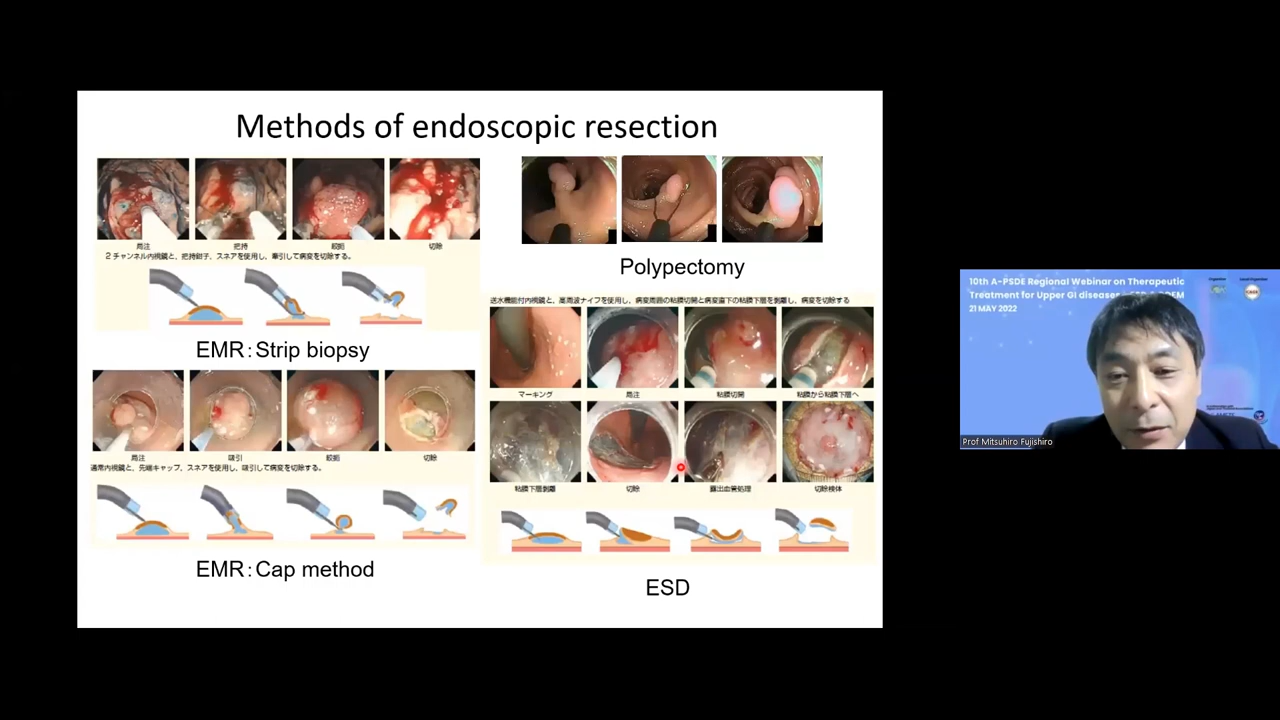 Methods of endoscopic resection
局注
把持
絞扼
切除
2チャンネル内視鏡と、把持鉗子、スネアを使用し、牽引して病変を切除する。
EMR：Strip biopsy
局注
吸引
絞扼
切除
通常内視鏡と、先端キャップ、スネアを使用し、吸引して病変を切除する。
EMR：Cap method
Polypectomy
送水機能付内視鏡と、高周波ナイフを使用し、病変周囲の粘膜切開と病変直下の粘膜下層を剥離し、病変を切除する
マーキング
局注
粘膜切開
粘膜から粘膜下層へ
粘膜下層剥離
切除
露出血管処理
切除検体
ESD
10th A-PSDE Regional Webinar on Therapeutic
Treatment for Upper GI diseases
21 MAY 2022
Prof Mitsuhiro Fujishiro